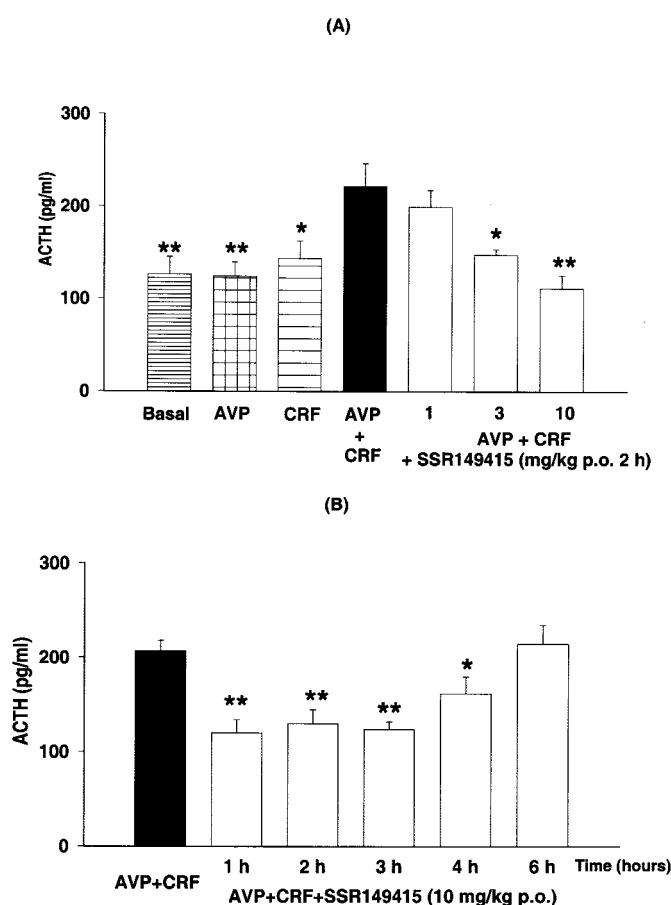 (A)
300
200
100
0
ACTH (pg/ml)
**
**
*
*
**
Basal
AVP
CRF
AVP
+
CRF
1
3
10
AVP + CRF
+ SSR149415 (mg/kg p.o. 2 h)
(B)
300
200
100
0
ACTH (pg/ml)
**
**
**
*
AVP+CRF
1 h
2 h
3 h
4 h
6 h
Time (hours)
AVP+CRF+SSR149415 (10 mg/kg p.o.)